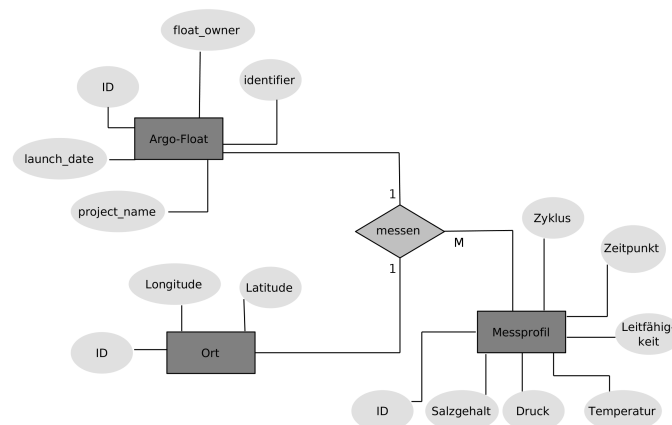 float_owner
ID
identifier
Argo-Float
launch_date
project_name
1
messen
M
1
Zyklus
Zeitpunkt
Longitude
Latitude
ID
Ort
Messprofil
Leitfähig-
keit
ID
Salzgehalt
Druck
Temperatur